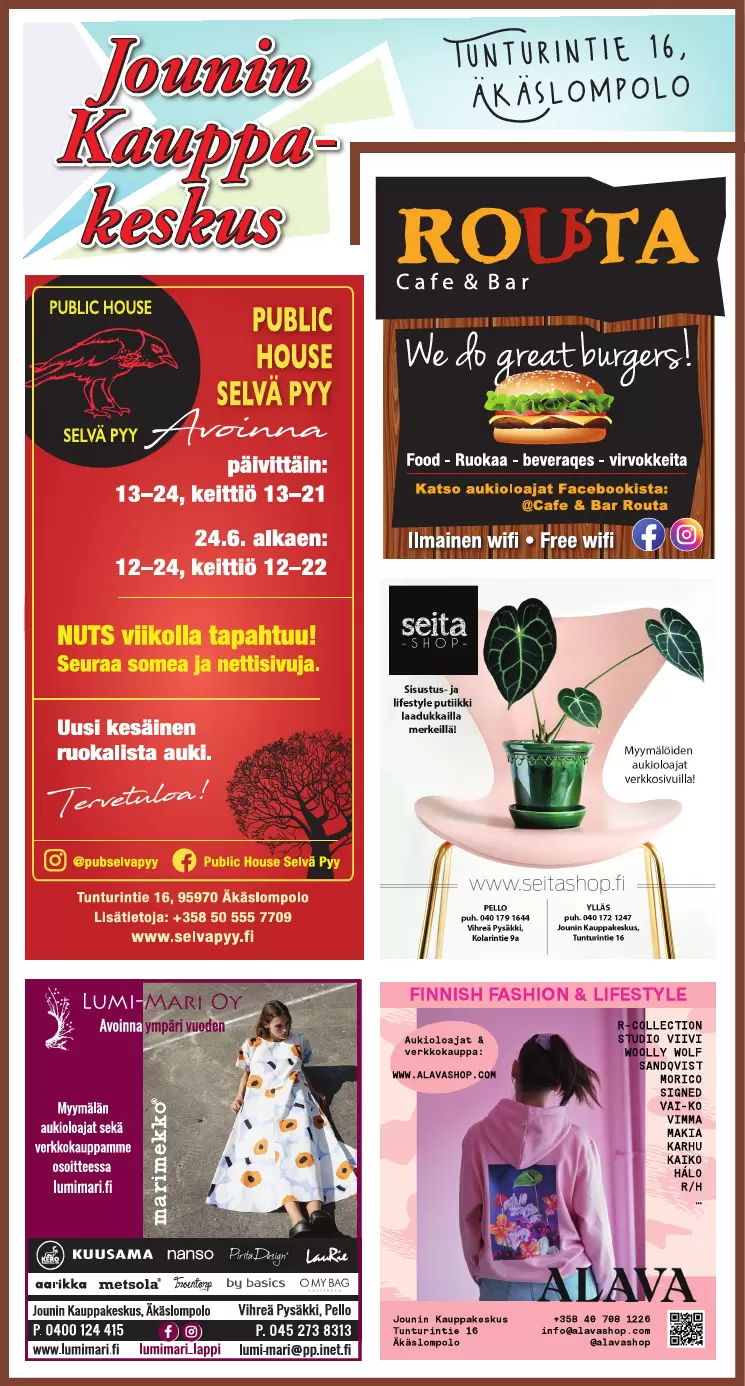 Jounin
Kauppa-
keskus
TUNTURINTIE 16,
ÄKÄSLOMPOLO
PUBLIC HOUSE
SELVÄ PYY
PUBLIC
HOUSE
SELVÄ PYY
Avoinna
päivittäin:
13–24, keittiö 13–21
24.6. alkaen:
12–24, keittiö 12–22
NUTS viikolla tapahtuu!
Seuraa somea ja nettisivuja.
Uusi kesäinen
ruokalista auki.
Tervetuloa!
@pubselvapyy
Public House Selvä Pyy
Tunturintie 16, 95970 Äkäslompolo
Lisätietoja: +358 50 555 7709
www.selvapyy.fi
ROUTA
Cafe & Bar
We do great burgers!
Food - Ruokaa - beveraqes - virvokkeita
Katso aukioloajat Facebookista:
@Cafe & Bar Routa
Ilmainen wifi • Free wifi
seita
-SHOP-
Sisustus- ja
lifestyle putiikki
laadukkailla
merkeillä!
Myymälöiden
aukioloajat
verkkosivuilla!
www.seitashop.fi
PELLO
puh. 040 179 1644
Vihreä Pysäkki,
Kolarintie 9a
YLLÄS
puh. 040 172 1247
Jounin Kauppakeskus,
Tunturintie 16
LUMI-MARI OY
Avoinna ympäri vuoden
Myymälän
aukioloajat sekä
verkkokauppamme
osoitteessa
lumimari.fi
marimekko®
KERO KUUSAMA nanso Pirita Design LauRie
aarikka metsola® by basics O MY BAG
Jounin Kauppakeskus, Äkäslompolo
P. 0400 124 415
www.lumimari.fi
lumimari_lappi
Vihreä Pysäkki, Pello
P. 045 273 8313
lumi-mari@pp.inet.fi
FINNISH FASHION & LIFESTYLE
Aukioloajat &
verkkokauppa:
WWW.ALAVASHOP.COM
R-COLLECTION
STUDIO VIIVI
WOOLLY WOLF
SANDQVIST
MORICO
SIGNED
VAI-KO
VIMMA
MAKIA
KARHU
KAIKO
HÁLO
R/H
…
ALAVA
Jounin Kauppakeskus
Tunturintie 16
Äkäslompolo
+358 40 708 1226
info@alavashop.com
@alavashop